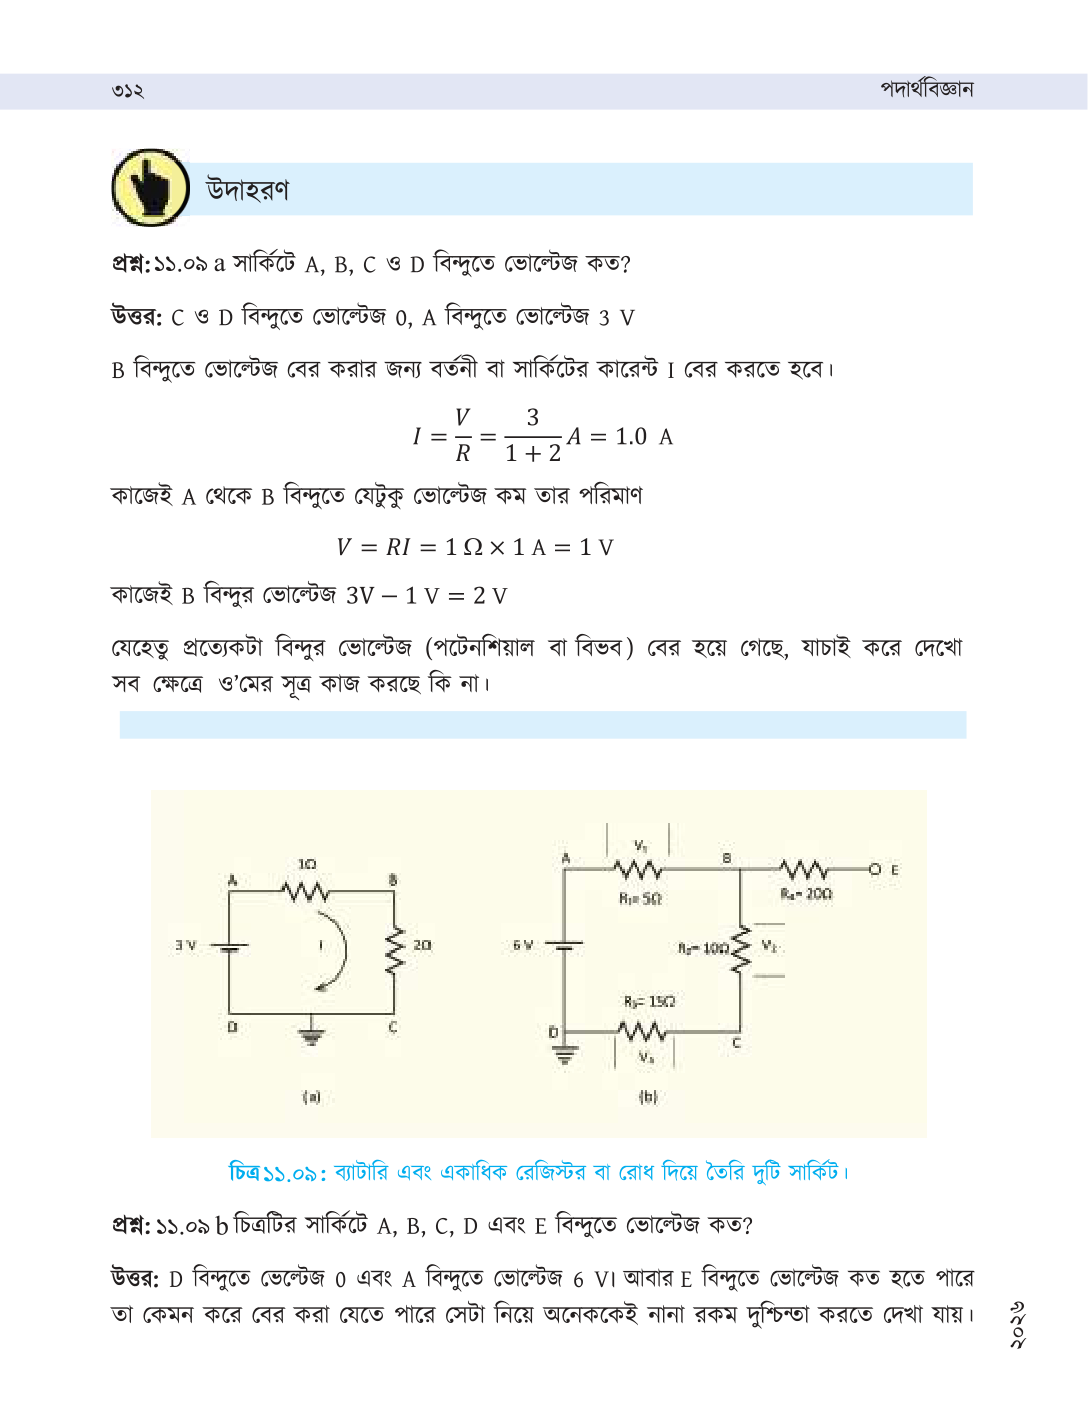 ৩১২ পদার্থবিজ্ঞান
উদাহরণ
প্রশ্ন: ১১.০৯ a সার্কিটে A, B, C ও D বিন্দুতে ভোল্টেজ কত?
উত্তর: C ও D বিন্দুতে ভোল্টেজ 0, A বিন্দুতে ভোল্টেজ 3 V
B বিন্দুতে ভোল্টেজ বের করার জন্য বর্তনী বা সার্কিটের কারেন্ট I বের করতে হবে।
I = V/R = 3/(1 + 2) A = 1.0 A
কাজেই A থেকে B বিন্দুতে যেটুকু ভোল্টেজ কম তার পরিমাণ
V = RI = 1 Ω × 1 A = 1 V
কাজেই B বিন্দুর ভোল্টেজ 3V − 1 V = 2 V
যেহেতু প্রত্যেকটা বিন্দুর ভোল্টেজ (পটেনশিয়াল বা বিভব) বের হয়ে গেছে, যাচাই করে দেখো
সব ক্ষেত্রে ও’মের সূত্র কাজ করছে কি না।
1Ω
A B
3 V I 2Ω
D C
(a)
V₁
A B E
R₁= 5Ω R₄= 20Ω
6 V R₂= 10Ω V₂
R₃= 15Ω
D C
V₃
(b)
চিত্র ১১.০৯ : ব্যাটারি এবং একাধিক রেজিস্টর বা রোধ দিয়ে তৈরি দুটি সার্কিট।
প্রশ্ন: ১১.০৯ b চিত্রটির সার্কিটে A, B, C, D এবং E বিন্দুতে ভোল্টেজ কত?
উত্তর: D বিন্দুতে ভেল্টেজ 0 এবং A বিন্দুতে ভোল্টেজ 6 V। আবার E বিন্দুতে ভোল্টেজ কত হতে পারে
তা কেমন করে বের করা যেতে পারে সেটা নিয়ে অনেককেই নানা রকম দুশ্চিন্তা করতে দেখা যায়।
২০২৬